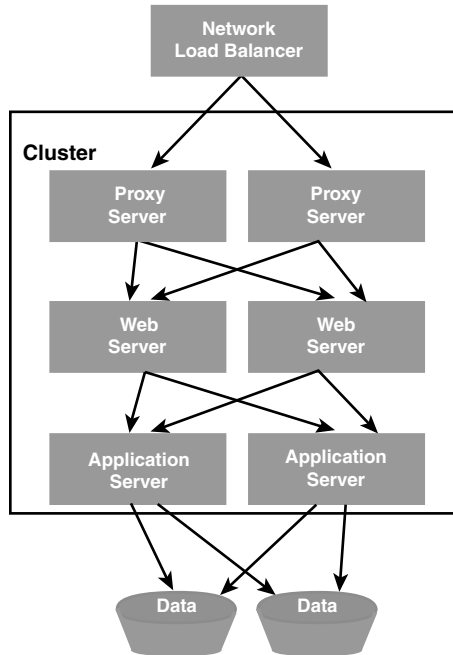 Network
Load Balancer
Cluster
Proxy
Server
Proxy
Server
Web
Server
Web
Server
Application
Server
Application
Server
Data
Data